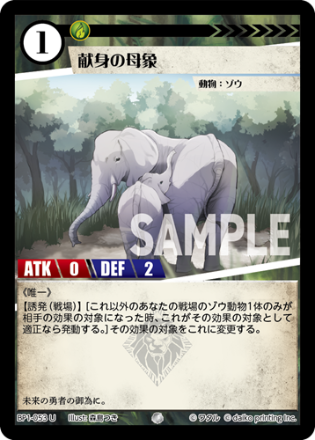 1
献身の母象
動物：ゾウ
SAMPLE
ATK 0 DEF 2
《唯一》
【誘発（戦場）】［これ以外のあなたの戦場のゾウ動物1体のみが
相手の効果の対象になった時、これがその効果の対象として
適正なら発動する。］その効果の対象をこれに変更する。
未来の勇者の御為に。
BP1-053 U Illust: 森島つき © ワタル © daiko printing inc.